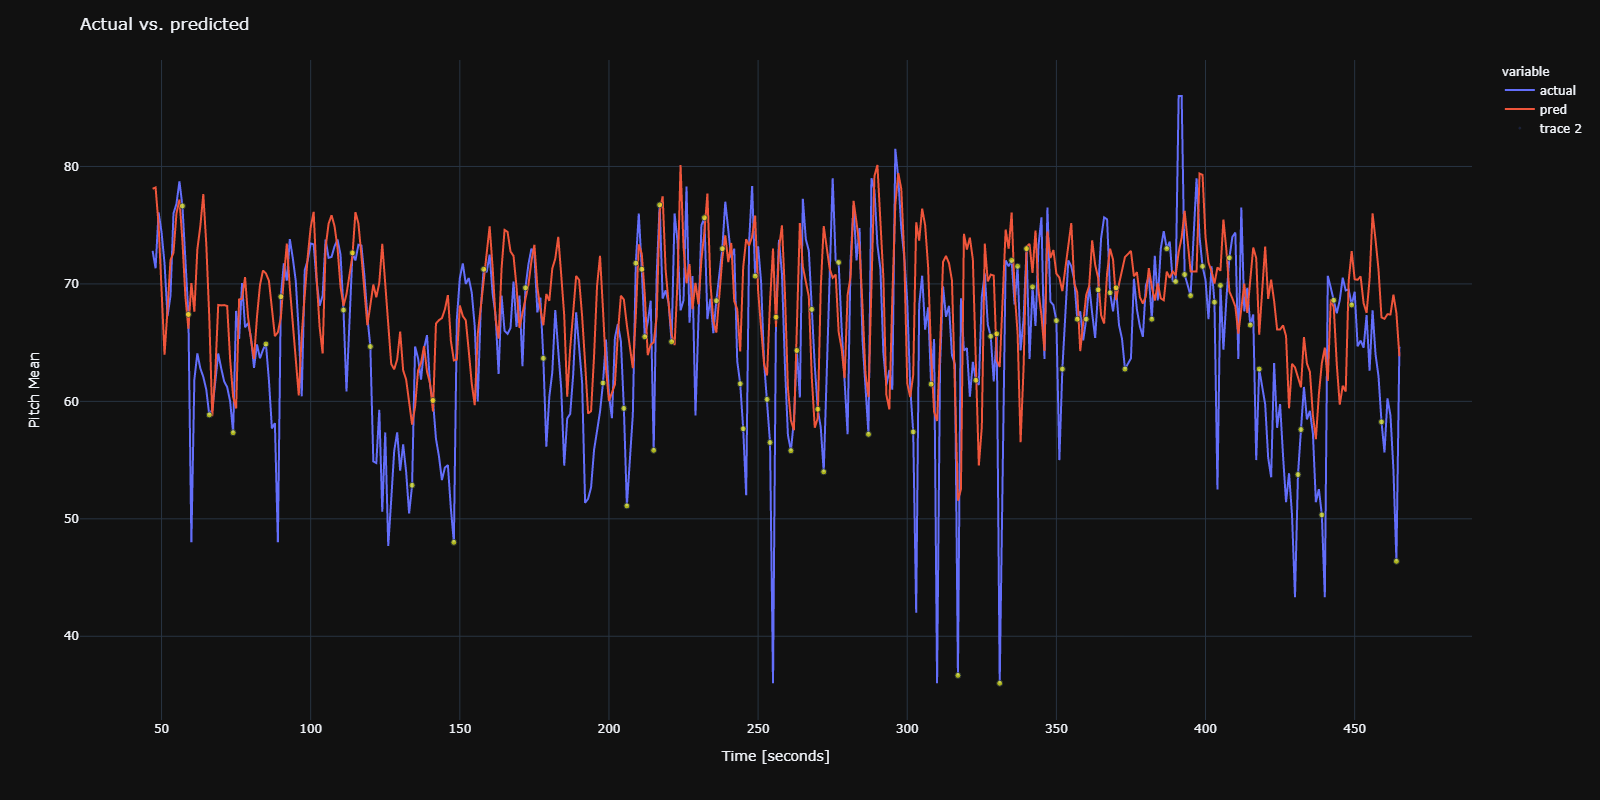 Actual vs. predicted
variable
actual
pred
trace 2
Pitch Mean
80
70
60
50
40
50 100 150 200 250 300 350 400 450
Time [seconds]